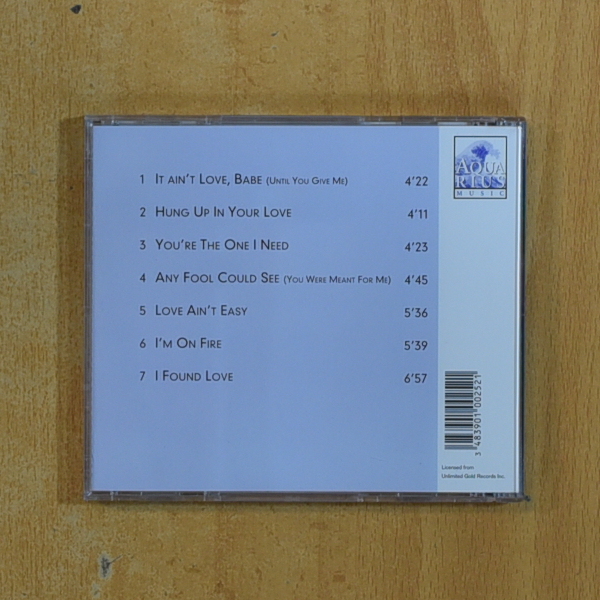 1 It ain't Love, Babe (Until You Give Me) 4'22
2 Hung Up In Your Love 4'11
3 You're The One I Need 4'23
4 Any Fool Could See (You Were Meant For Me) 4'45
5 Love Ain't Easy 5'36
6 I'm On Fire 5'39
7 I Found Love 6'57
AQUA
RIUS
MUSIC
3 483901 002521
Licensed from
Unlimited Gold Records Inc.